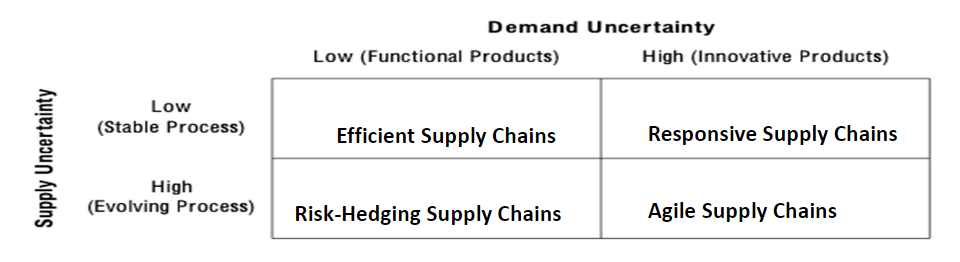 Demand Uncertainty
Low (Functional Products) High (Innovative Products)
Supply Uncertainty
Low
(Stable Process)
Efficient Supply Chains Responsive Supply Chains
High
(Evolving Process)
Risk-Hedging Supply Chains Agile Supply Chains